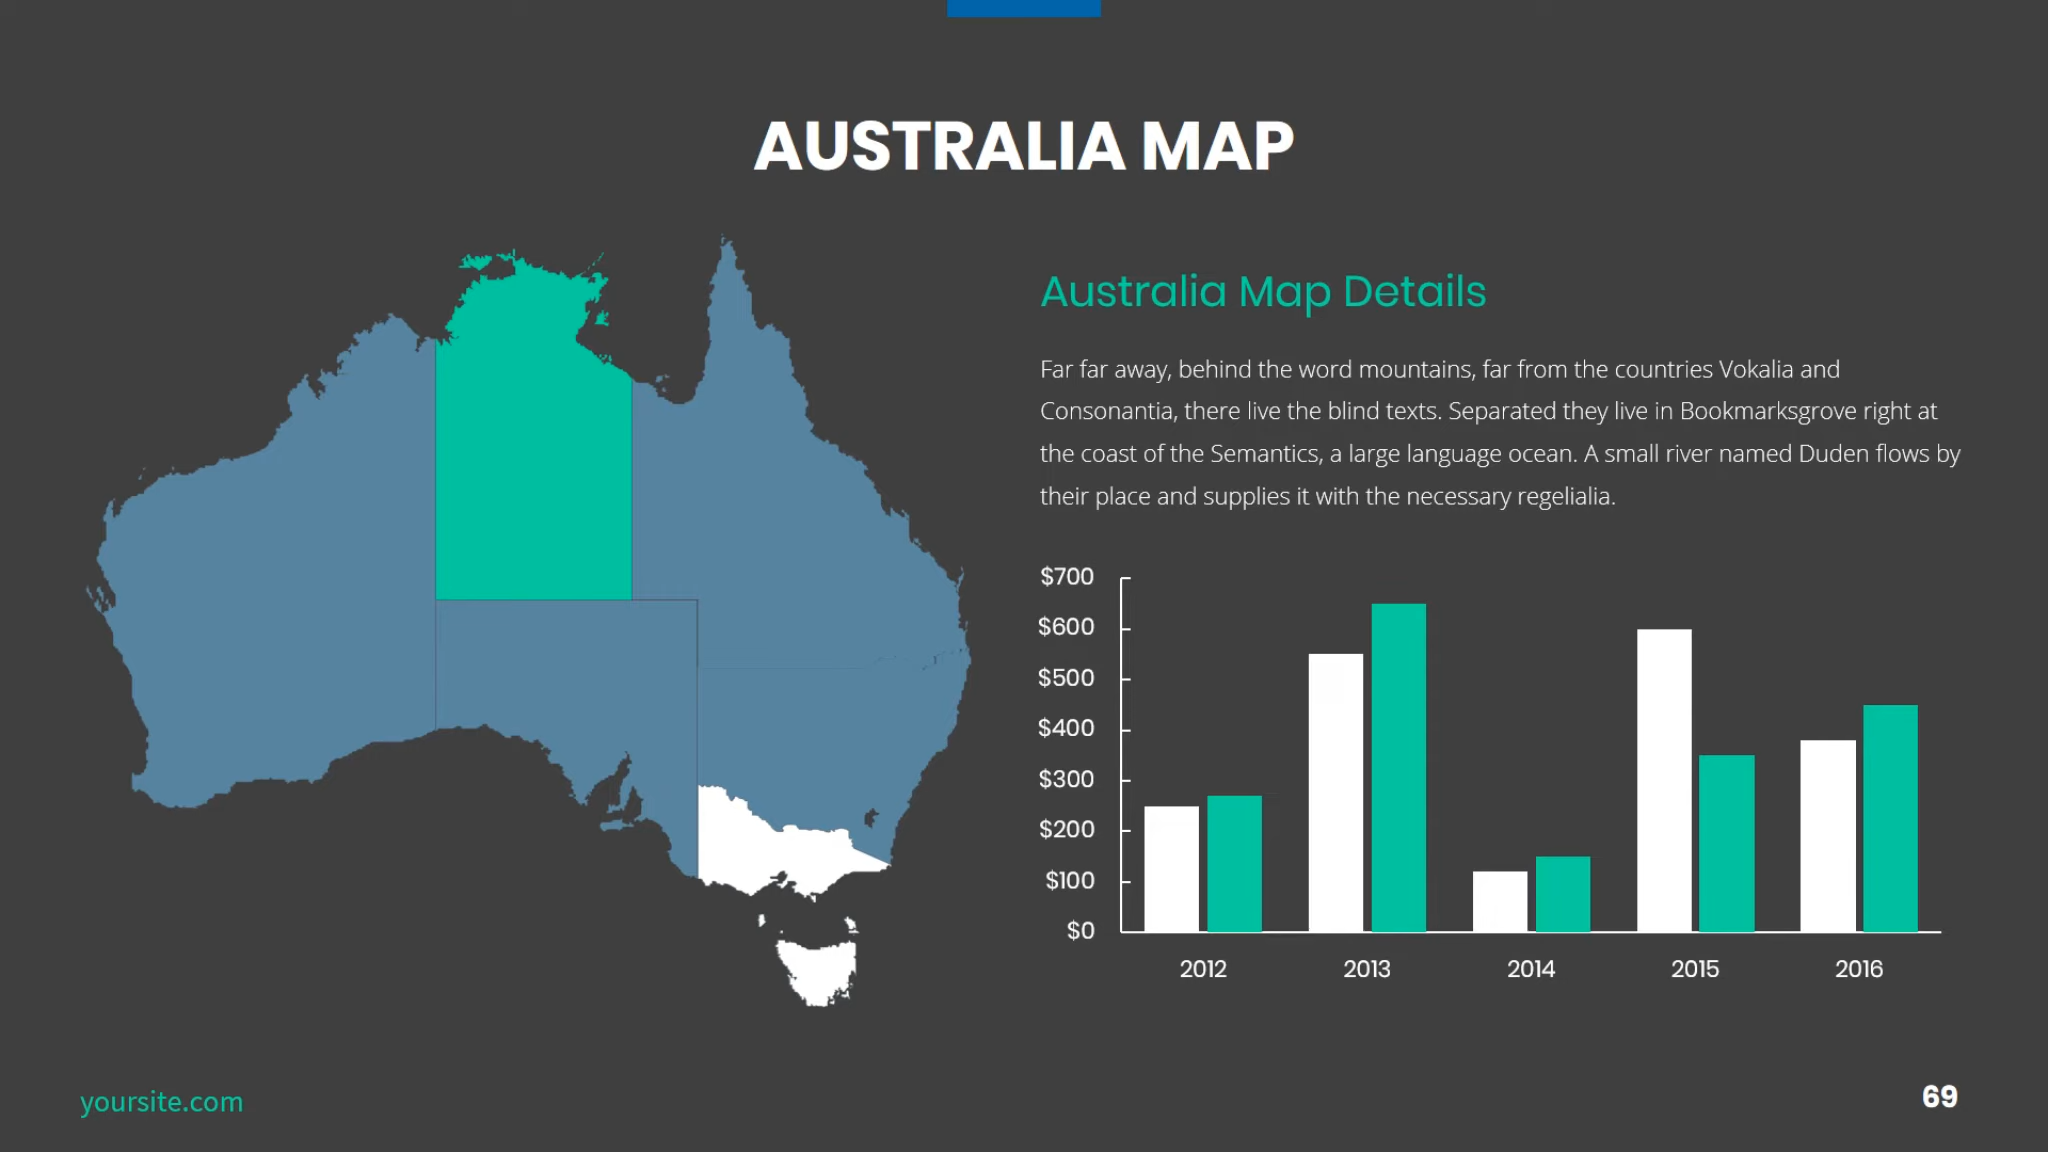 AUSTRALIA MAP
Australia Map Details
Far far away, behind the word mountains, far from the countries Vokalia and
Consonantia, there live the blind texts. Separated they live in Bookmarksgrove right at
the coast of the Semantics, a large language ocean. A small river named Duden flows by
their place and supplies it with the necessary regelialia.
$700
$600
$500
$400
$300
$200
$100
$0
2012 2013 2014 2015 2016
yoursite.com
69